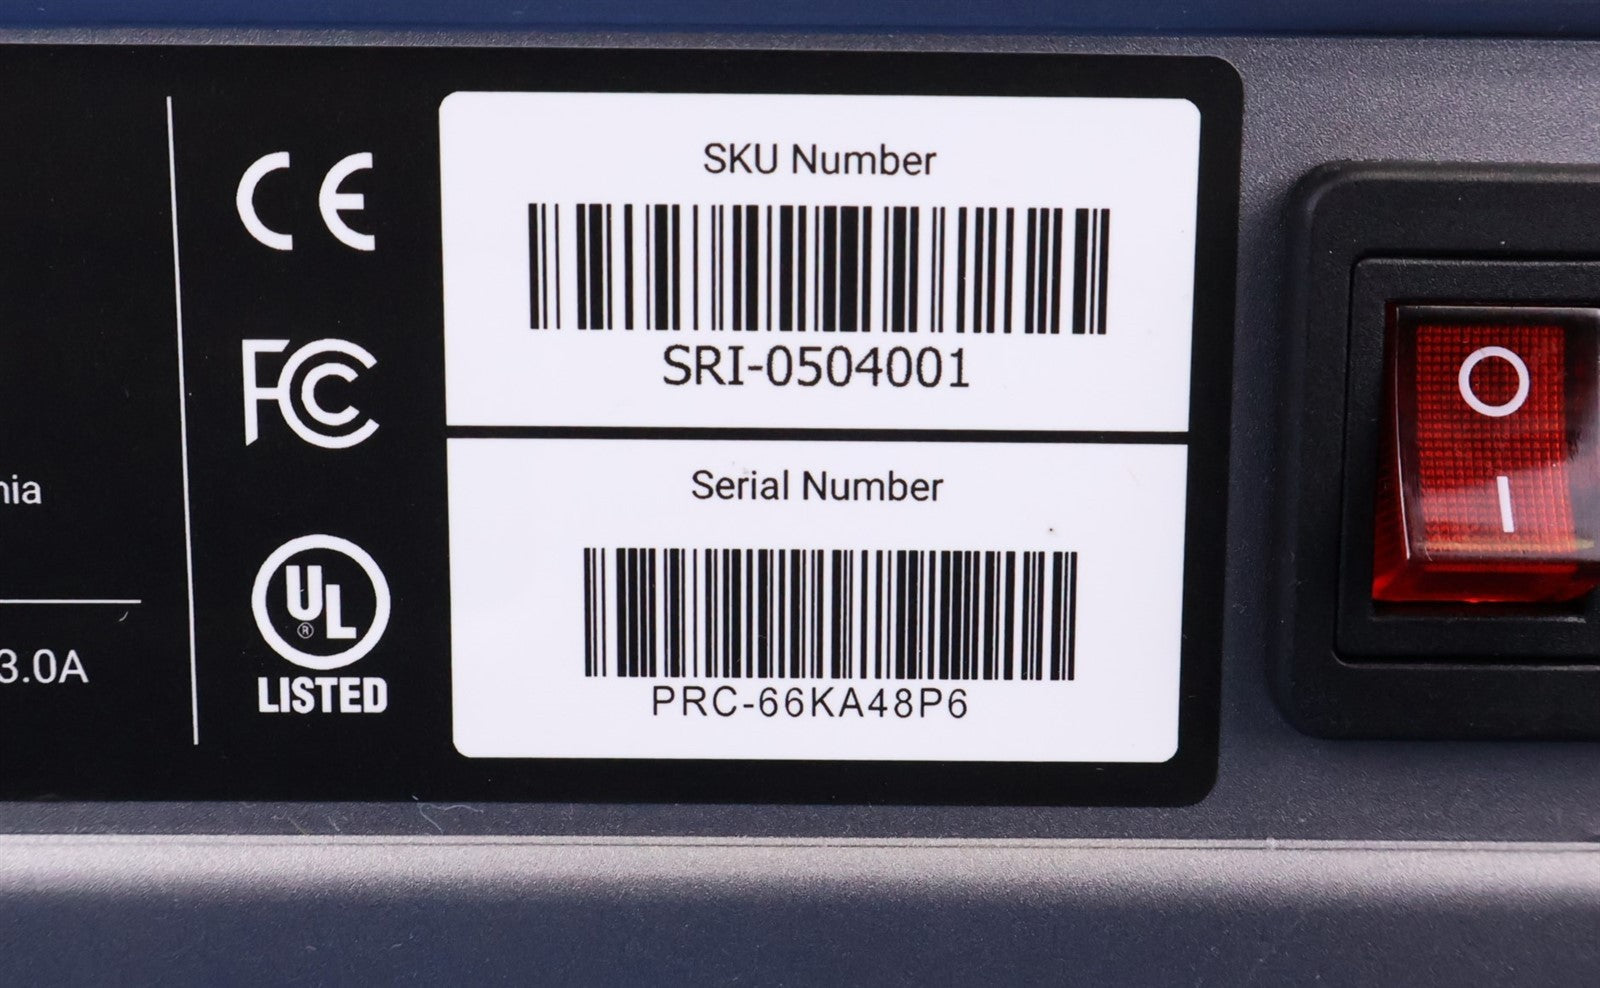 nia
3.0A
CE
FC
UL
®
LISTED
SKU Number
SRI-0504001
Serial Number
PRC-66KA48P6
O
I